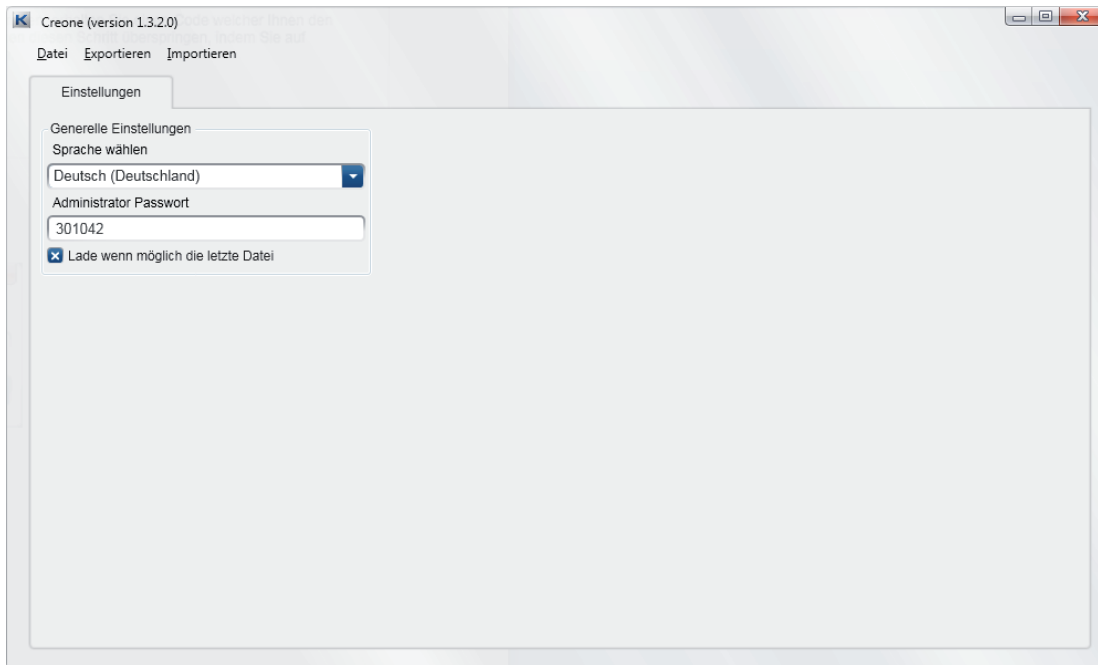 Creone (version 1.3.2.0)
Datei Exportieren Importieren
Einstellungen
Generelle Einstellungen
Sprache wählen
Deutsch (Deutschland)
Administrator Passwort
301042
Lade wenn möglich die letzte Datei